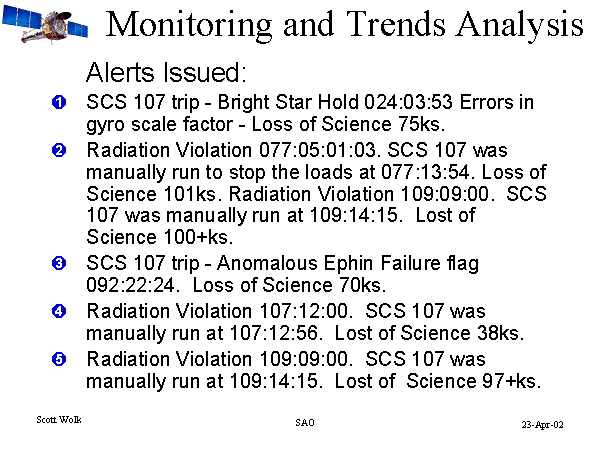 Monitoring and Trends Analysis
Alerts Issued:
❶ SCS 107 trip - Bright Star Hold 024:03:53 Errors in
gyro scale factor - Loss of Science 75ks.
❷ Radiation Violation 077:05:01:03. SCS 107 was
manually run to stop the loads at 077:13:54. Loss of
Science 101ks. Radiation Violation 109:09:00.  SCS
107 was manually run at 109:14:15.  Lost of
Science 100+ks.
❸ SCS 107 trip - Anomalous Ephin Failure flag
092:22:24.  Loss of Science 70ks.
❹ Radiation Violation 107:12:00.  SCS 107 was
manually run at 107:12:56.  Lost of Science 38ks.
❺ Radiation Violation 109:09:00.  SCS 107 was
manually run at 109:14:15.  Lost of  Science 97+ks.
Scott Wolk
SAO
23-Apr-02